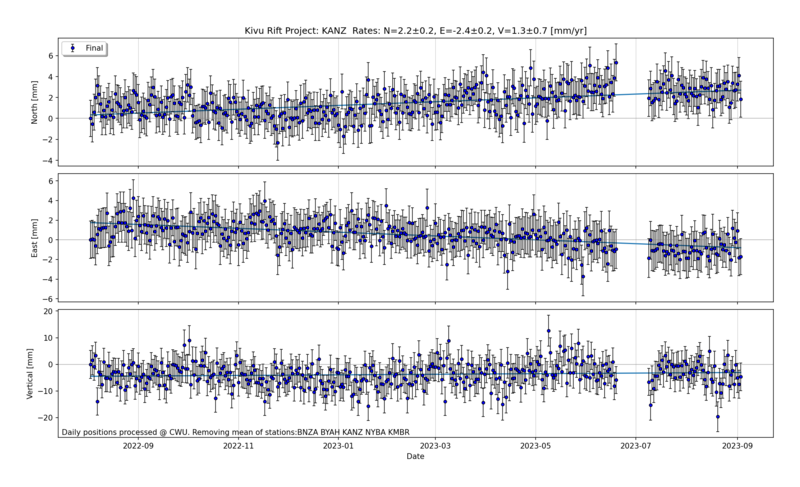 Kivu Rift Project: KANZ Rates: N=2.2±0.2, E=-2.4±0.2, V=1.3±0.7 [mm/yr]
Final
North [mm]
6
4
2
0
−2
−4
East [mm]
6
4
2
0
−2
−4
−6
Vertical [mm]
20
10
0
−10
−20
Daily positions processed @ CWU. Removing mean of stations:BNZA BYAH KANZ NYBA KMBR
2022-09 2022-11 2023-01 2023-03 2023-05 2023-07 2023-09
Date